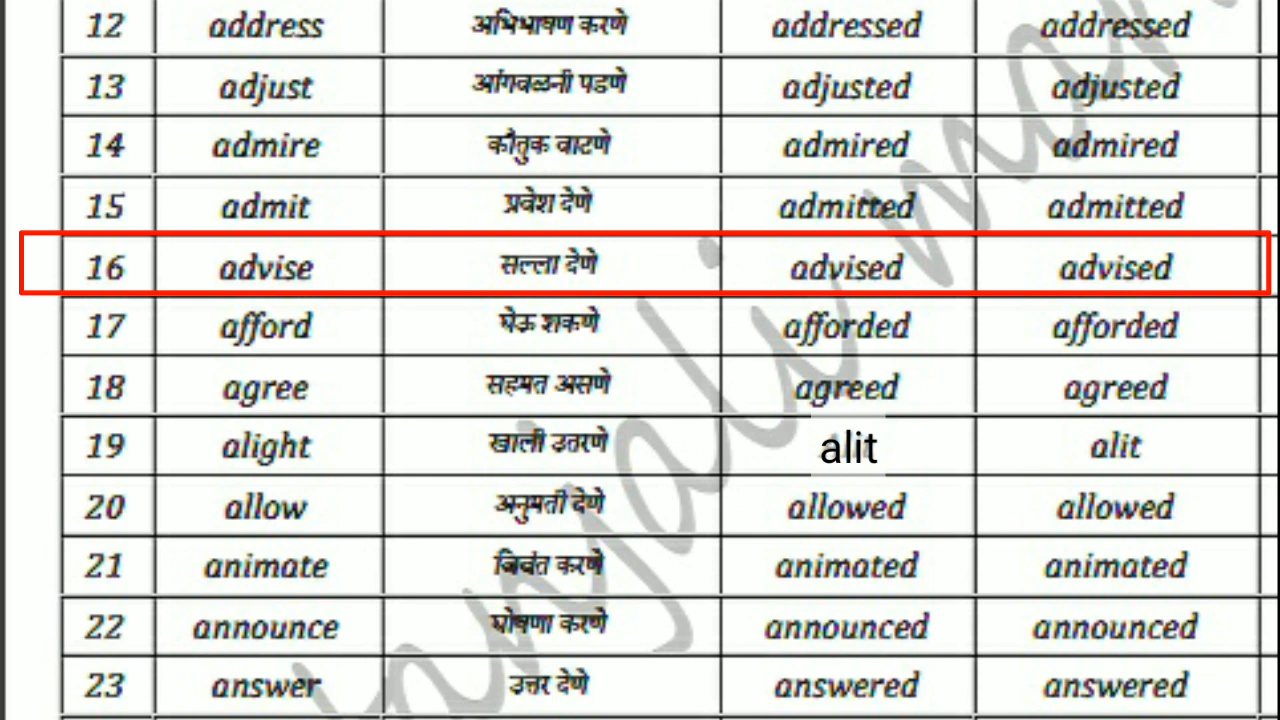 12 address अभिभाषण करणे addressed addressed
13 adjust आंगवळनी पडणे adjusted adjusted
14 admire कौतुक वाटणे admired admired
15 admit प्रवेश देणे admitted admitted
16 advise सल्ला देणे advised advised
17 afford घेऊ शकणे afforded afforded
18 agree सहमत असणे agreed agreed
19 alight खाली उतरणे alit alit
20 allow अनुमती देणे allowed allowed
21 animate जिवंत करणे animated animated
22 announce घोषणा करणे announced announced
23 answer उत्तर देणे answered answered